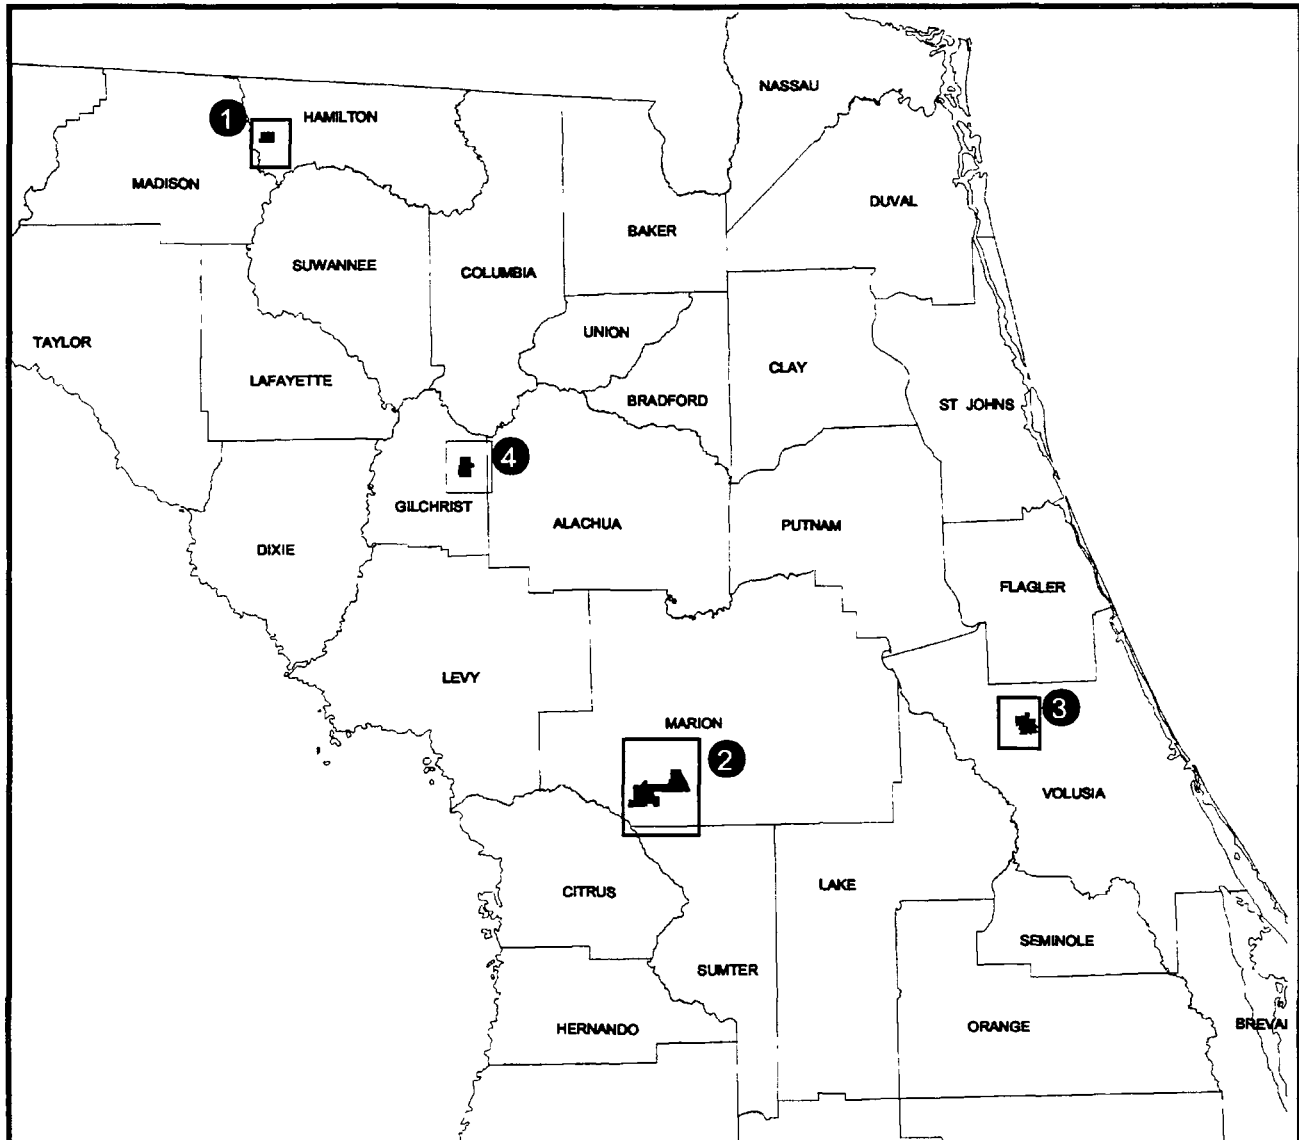 NASSAU
1
HAMILTON
MADISON
DUVAL
BAKER
SUWANNEE
COLUMBIA
UNION
TAYLOR
CLAY
LAFAYETTE
BRADFORD
ST JOHNS
4
GILCHRIST
ALACHUA
PUTNAM
DIXIE
FLAGLER
LEVY
3
MARION
2
VOLUSIA
LAKE
CITRUS
SEMINOLE
SUMTER
ORANGE
BREVAI
HERNANDO